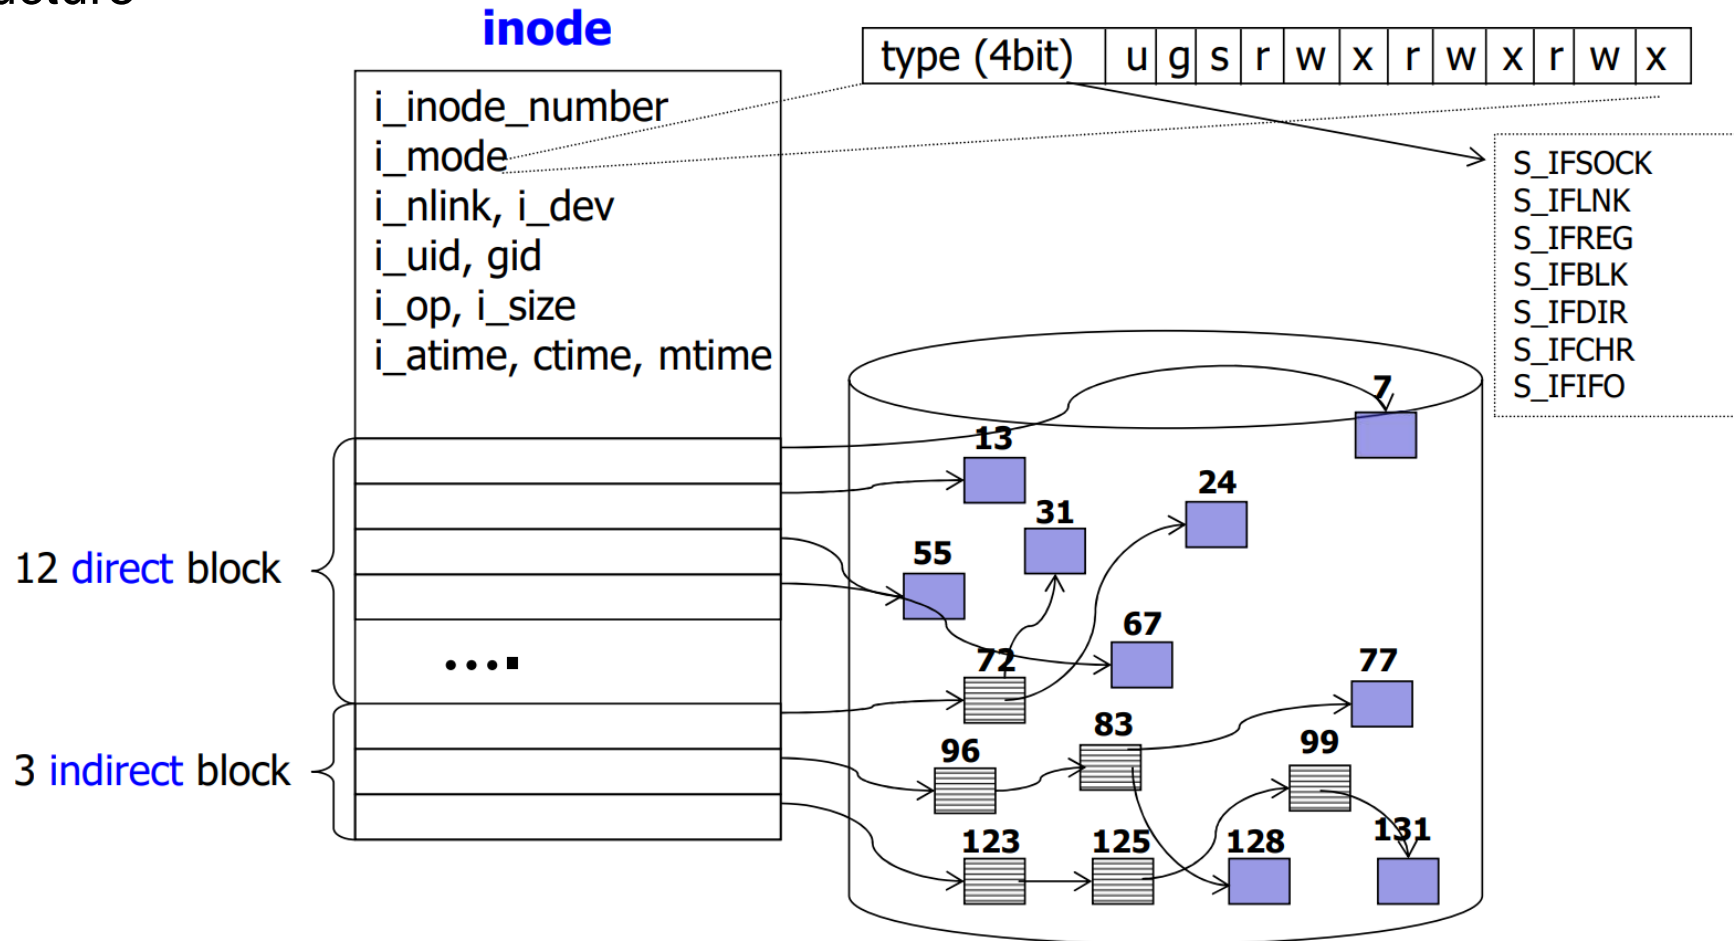 inode
type (4bit) u g s r w x r w x r w x
i_inode_number
i_mode
i_nlink, i_dev
i_uid, gid
i_op, i_size
i_atime, ctime, mtime
S_IFSOCK
S_IFLNK
S_IFREG
S_IFBLK
S_IFDIR
S_IFCHR
S_IFIFO
12 direct block
....
3 indirect block
7
13
24
31
55
67
72
77
83
96
99
123
125
128
131